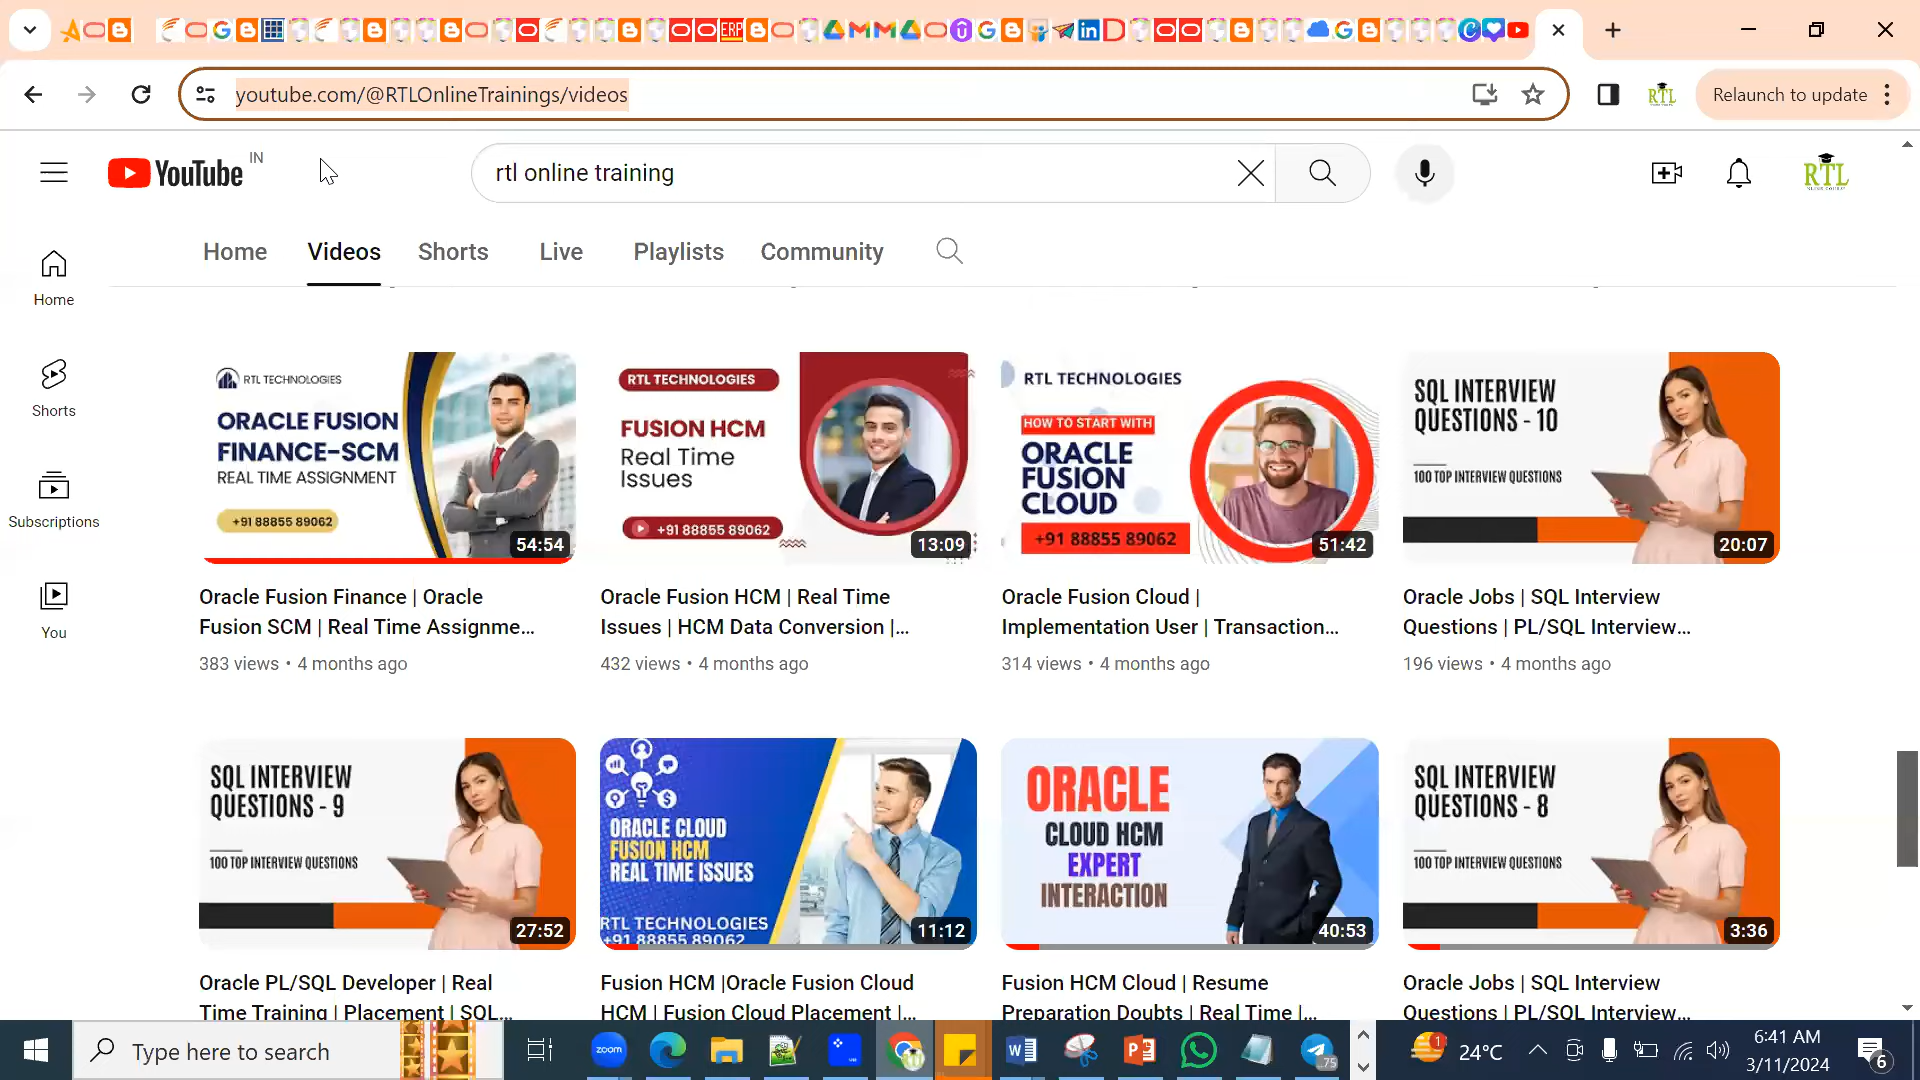 youtube.com/@RTLOnlineTrainings/videos
Relaunch to update
YouTube IN
rtl online training
Home
Videos
Shorts
Live
Playlists
Community
Home
Shorts
Subscriptions
You
RTL TECHNOLOGIES
ORACLE FUSION
FINANCE-SCM
REAL TIME ASSIGNMENT
+91 88855 89062
54:54
Oracle Fusion Finance | Oracle
Fusion SCM | Real Time Assignme...
383 views • 4 months ago
RTL TECHNOLOGIES
FUSION HCM
Real Time
Issues
+91 88855 89062
13:09
Oracle Fusion HCM | Real Time
Issues | HCM Data Conversion |...
432 views • 4 months ago
RTL TECHNOLOGIES
HOW TO START WITH
ORACLE
FUSION
CLOUD
+91 88855 89062
51:42
Oracle Fusion Cloud |
Implementation User | Transaction...
314 views • 4 months ago
SQL INTERVIEW
QUESTIONS - 10
100 TOP INTERVIEW QUESTIONS
20:07
Oracle Jobs | SQL Interview
Questions | PL/SQL Interview...
196 views • 4 months ago
SQL INTERVIEW
QUESTIONS - 9
100 TOP INTERVIEW QUESTIONS
27:52
Oracle PL/SQL Developer | Real
Time Training | Placement | SQL...
ORACLE CLOUD
FUSION HCM
REAL TIME ISSUES
RTL TECHNOLOGIES
+91 88855 89062
11:12
Fusion HCM |Oracle Fusion Cloud
HCM | Fusion Cloud Placement |...
ORACLE
CLOUD HCM
EXPERT
INTERACTION
40:53
Fusion HCM Cloud | Resume
Preparation Doubts | Real Time |...
SQL INTERVIEW
QUESTIONS - 8
100 TOP INTERVIEW QUESTIONS
3:36
Oracle Jobs | SQL Interview
Questions | PL/SQL Interview...
Type here to search
zoom
24°C
6:41 AM
3/11/2024
6